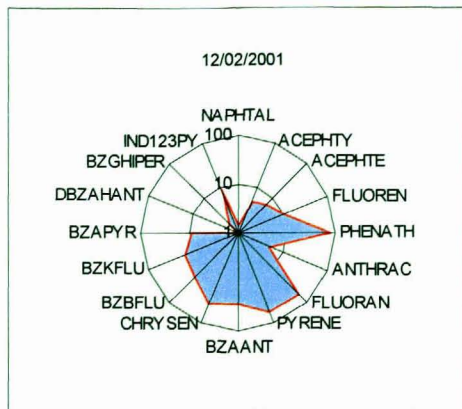 12/02/2001
NAPHTAL
IND123PY
100
ACEPHTY
BZGHIPER
ACEPHTE
DBZAHANT
10
FLUOREN
BZAPYR
1
PHENATH
BZKFLU
ANTHRAC
BZBFLU
FLUORAN
CHRYSEN
PYRENE
BZAANT